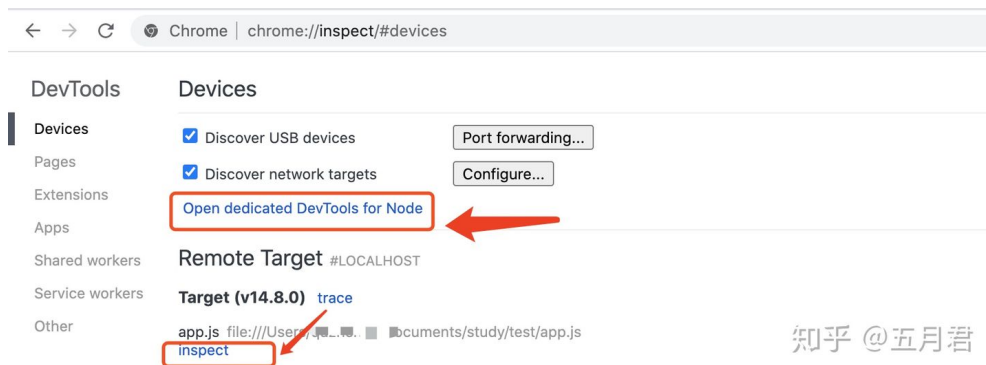 Chrome chrome://inspect/#devices
DevTools
Devices
Devices
Pages
Extensions
Apps
Shared workers
Service workers
Other
Discover USB devices Port forwarding...
Discover network targets Configure...
Open dedicated DevTools for Node
Remote Target #LOCALHOST
Target (v14.8.0) trace
app.js file:///Users/ ocuments/study/test/app.js
inspect
知乎 @五月君